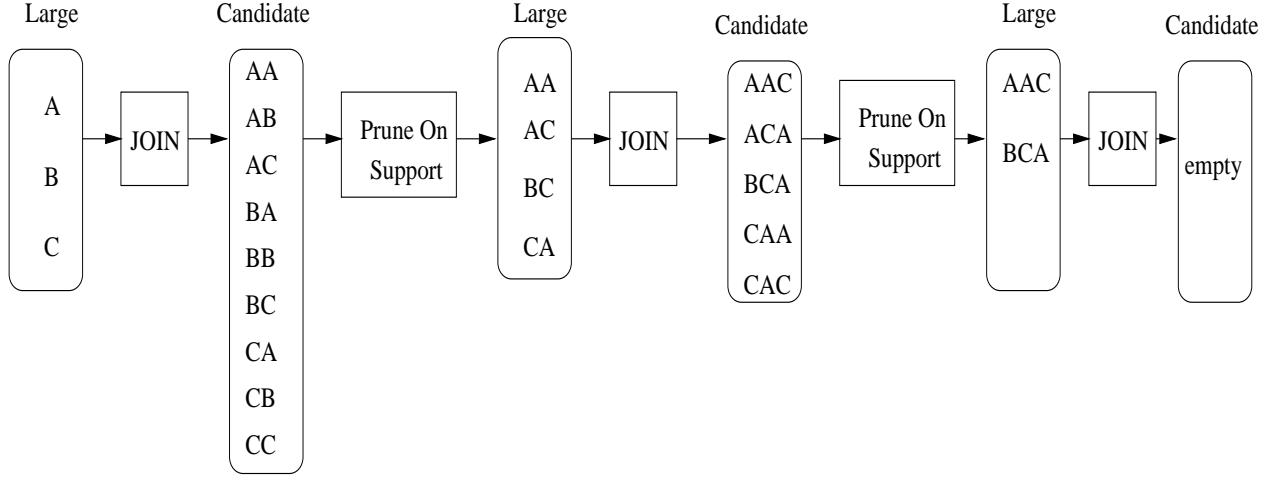 Large
A
B
C
JOIN
Candidate
AA
AB
AC
BA
BB
BC
CA
CB
CC
Prune On
Support
Large
AA
AC
BC
CA
JOIN
Candidate
AAC
ACA
BCA
CAA
CAC
Prune On
Support
Large
AAC
BCA
JOIN
Candidate
empty